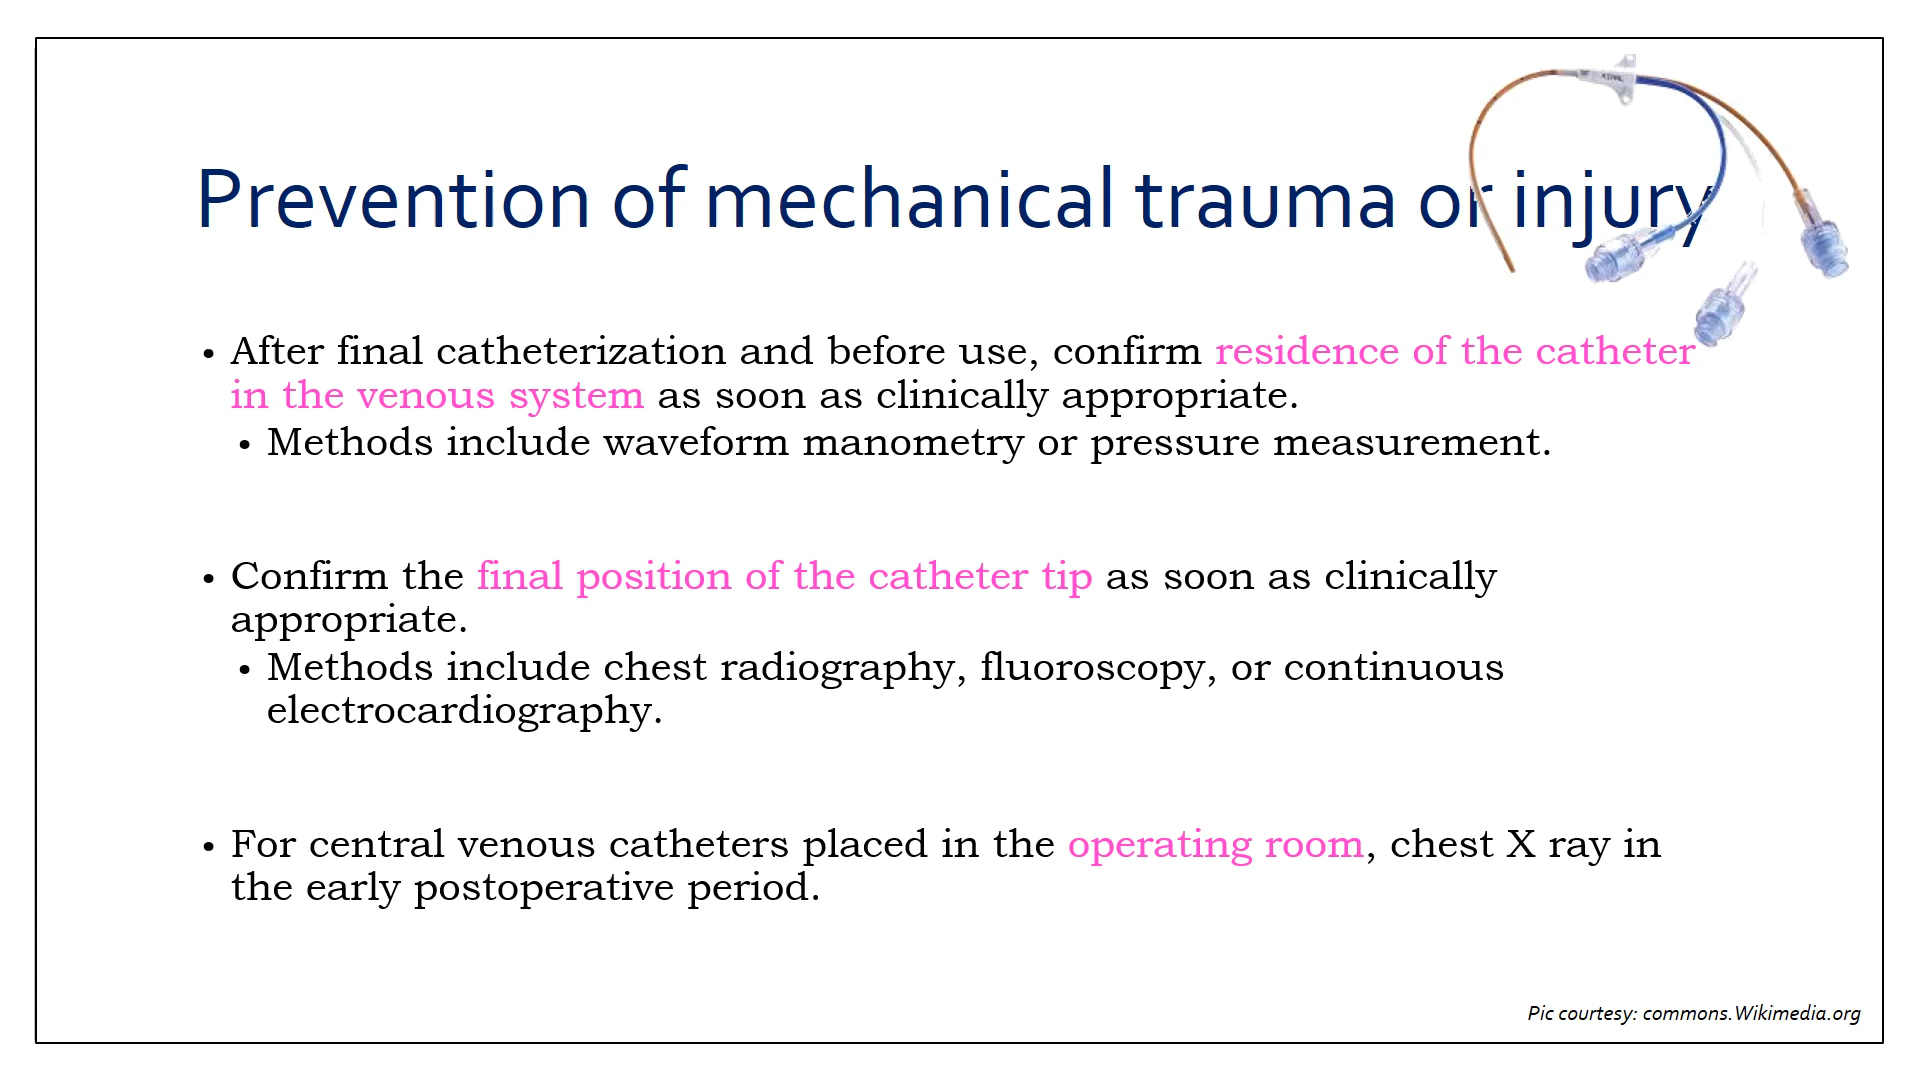 Prevention of mechanical trauma or injury
• After final catheterization and before use, confirm residence of the catheter
in the venous system as soon as clinically appropriate.
• Methods include waveform manometry or pressure measurement.
• Confirm the final position of the catheter tip as soon as clinically
appropriate.
• Methods include chest radiography, fluoroscopy, or continuous
electrocardiography.
• For central venous catheters placed in the operating room, chest X ray in
the early postoperative period.
Pic courtesy: commons.Wikimedia.org